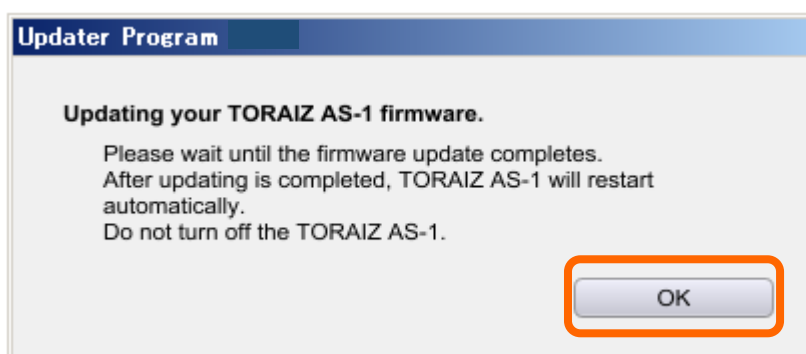 Updater Program
Updating your TORAIZ AS-1 firmware.
Please wait until the firmware update completes.
After updating is completed, TORAIZ AS-1 will restart
automatically.
Do not turn off the TORAIZ AS-1.
OK